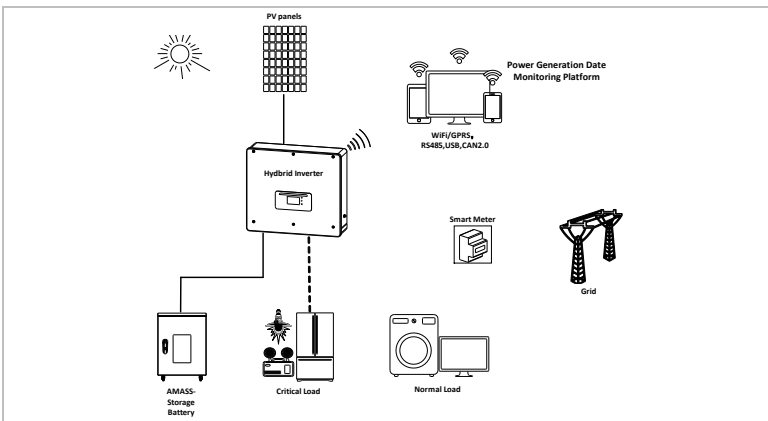 PV panels
Power Generation Date
Monitoring Platform
WiFi/GPRS,
RS485,USB,CAN2.0
Hydbrid Inverter
Smart Meter
Grid
AMASS-
Storage
Battery
Critical Load
Normal Load